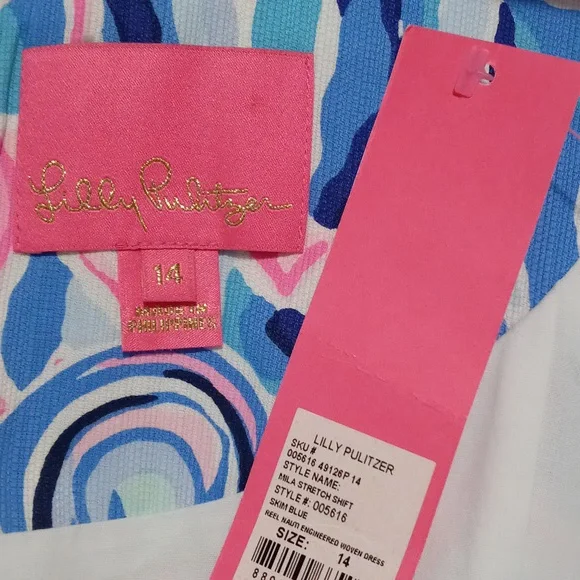 Lilly Pulitzer
14
LILLY PULITZER
SKU #
005616 49126P 14
STYLE NAME:
MILA STRETCH SHIFT
STYLE #: 005616
SKIM BLUE
REEL NAUTI ENGINEERED WOVEN DRESS
SIZE: 14